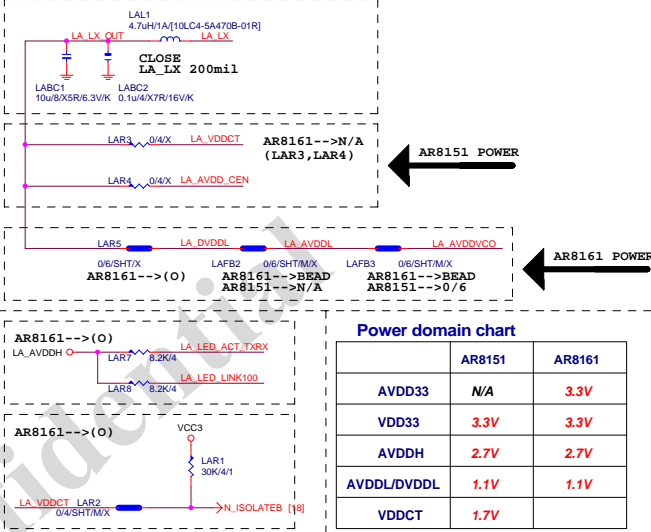 LAL1
4.7uH/1A/[10LC4-5A470B-01R]
LA_LX_OUT
LA_LX
CLOSE
LA_LX 200mil
LABC1
10u/8/X5R/6.3V/K
LABC2
0.1u/4/X7R/16V/K
LAR3
0/4/X
LA_VDDCT
AR8161-->N/A
(LAR3,LAR4)
AR8151 POWER
LAR4
0/4/X
LA_AVDD_CEN
LAR5
LA_DVDDL
LA_AVDDL
LA_AVDDVCO
0/6/SHT/X
LAFB2
0/6/SHT/M/X
LAFB3
0/6/SHT/M/X
AR8161 POWER
AR8161-->(O)
AR8161-->BEAD
AR8151-->N/A
AR8161-->BEAD
AR8151-->0/6
AR8161-->(O)
LA_AVDDH
LAR7
8.2K/4
LA_LED_ACT_TXRX
LAR8
8.2K/4
LA_LED_LINK100
AR8161-->(O)
VCC3
LAR1
30K/4/1
LA_VDDCT
LAR2
0/4/SHT/M/X
N_ISOLATEB [18]
Power domain chart
AR8151 AR8161
AVDD33 N/A 3.3V
VDD33 3.3V 3.3V
AVDDH 2.7V 2.7V
AVDDL/DVDDL 1.1V 1.1V
VDDCT 1.7V
fidential